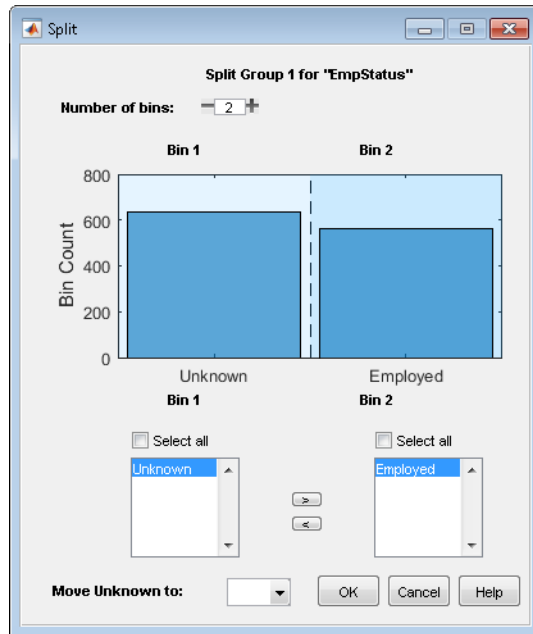 Split
Split Group 1 for "EmpStatus"
Number of bins: 2
Bin 1 Bin 2
800
600
400
200
0
Bin Count
Unknown Employed
Bin 1 Bin 2
Select all Select all
Unknown Employed
>
<
Move Unknown to: OK Cancel Help